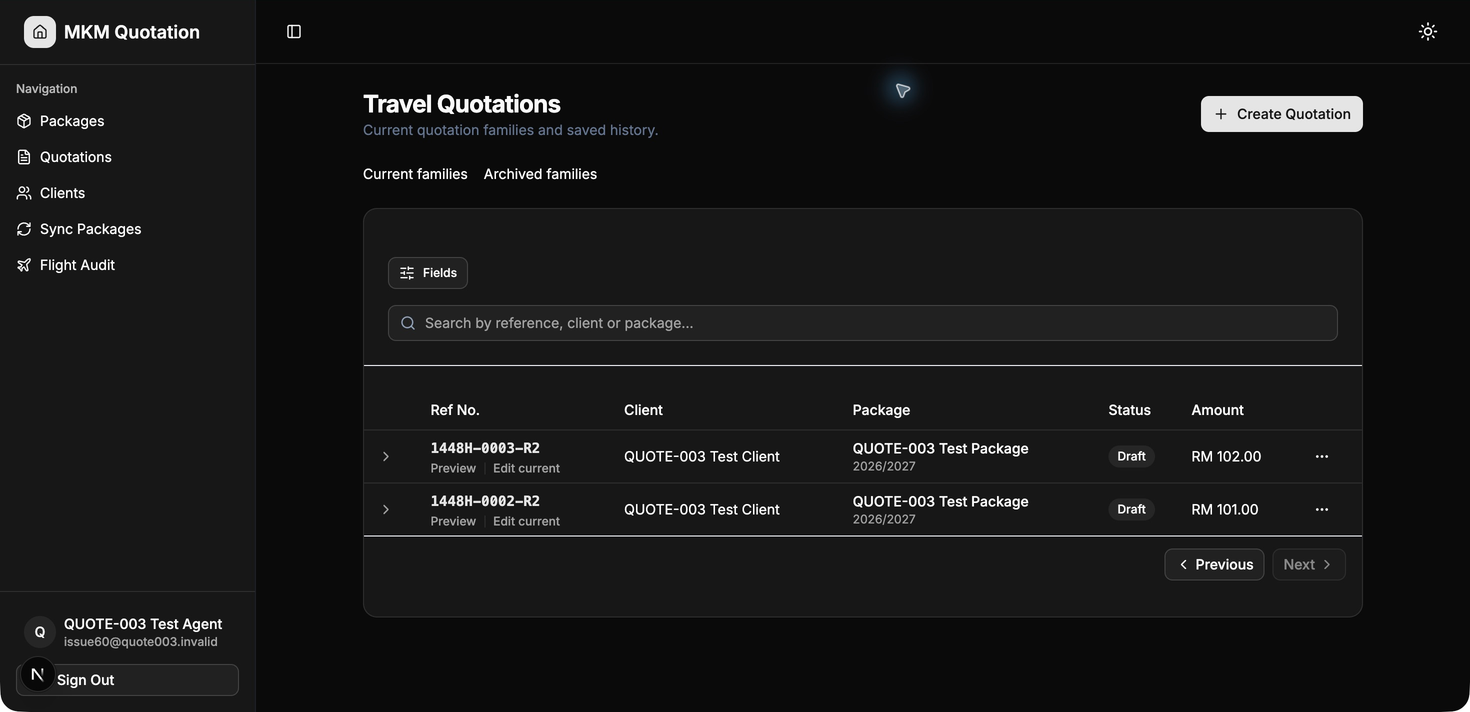 MKM Quotation
Navigation
Packages
Quotations
Clients
Sync Packages
Flight Audit
QUOTE-003 Test Agent
issue60@quote003.invalid
Q
N
Sign Out
Travel Quotations
Current quotation families and saved history.
Create Quotation
Current families Archived families
Fields
Search by reference, client or package...
Ref No. Client Package Status Amount
1448H-0003-R2 QUOTE-003 Test Client QUOTE-003 Test Package Draft RM 102.00
Preview Edit current 2026/2027
1448H-0002-R2 QUOTE-003 Test Client QUOTE-003 Test Package Draft RM 101.00
Preview Edit current 2026/2027
Previous Next